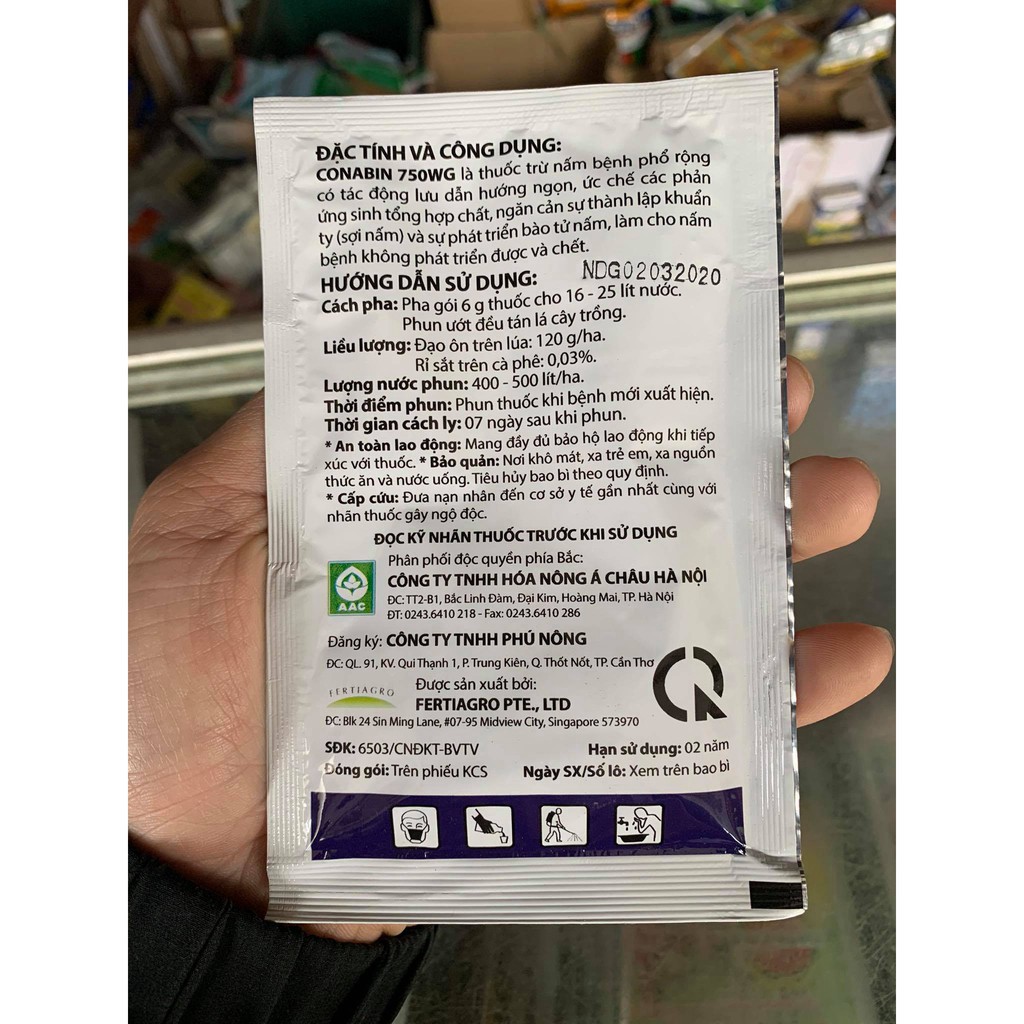 ĐẶC TÍNH VÀ CÔNG DỤNG:
CONABIN 750WG là thuốc trừ nấm bệnh phổ rộng
có tác động lưu dẫn hướng ngọn, ức chế các phản
ứng sinh tổng hợp chất, ngăn cản sự thành lập khuẩn
ty (sợi nấm) và sự phát triển bào tử nấm, làm cho nấm
bệnh không phát triển được và chết.
NDG02032020
HƯỚNG DẪN SỬ DỤNG:
Cách pha: Pha gói 6 g thuốc cho 16 - 25 lít nước.
Phun ướt đều tán lá cây trồng.
Liều lượng: Đạo ôn trên lúa: 120 g/ha.
Rỉ sắt trên cà phê: 0,03%.
Lượng nước phun: 400 - 500 lít/ha.
Thời điểm phun: Phun thuốc khi bệnh mới xuất hiện.
Thời gian cách ly: 07 ngày sau khi phun.
* An toàn lao động: Mang đầy đủ bảo hộ lao động khi tiếp
xúc với thuốc. * Bảo quản: Nơi khô mát, xa trẻ em, xa nguồn
thức ăn và nước uống. Tiêu hủy bao bì theo quy định.
* Cấp cứu: Đưa nạn nhân đến cơ sở y tế gần nhất cùng với
nhãn thuốc gây ngộ độc.
ĐỌC KỸ NHÃN THUỐC TRƯỚC KHI SỬ DỤNG
Phân phối độc quyền phía Bắc:
CÔNG TY TNHH HÓA NÔNG Á CHÂU HÀ NỘI
AAC
ĐC: TT2-B1, Bắc Linh Đàm, Đại Kim, Hoàng Mai, TP. Hà Nội
ĐT: 0243.6410 218 - Fax: 0243.6410 286
Đăng ký: CÔNG TY TNHH PHÚ NÔNG
ĐC: QL. 91, KV. Qui Thạnh 1, P. Trung Kiên, Q. Thốt Nốt, TP. Cần Thơ
FERTIAGRO
Được sản xuất bởi:
FERTIAGRO PTE., LTD
ĐC: Blk 24 Sin Ming Lane, #07-95 Midview City, Singapore 573970
SĐK: 6503/CNĐKT-BVTV
Hạn sử dụng: 02 năm
Đóng gói: Trên phiếu KCS
Ngày SX/Số lô: Xem trên bao bì